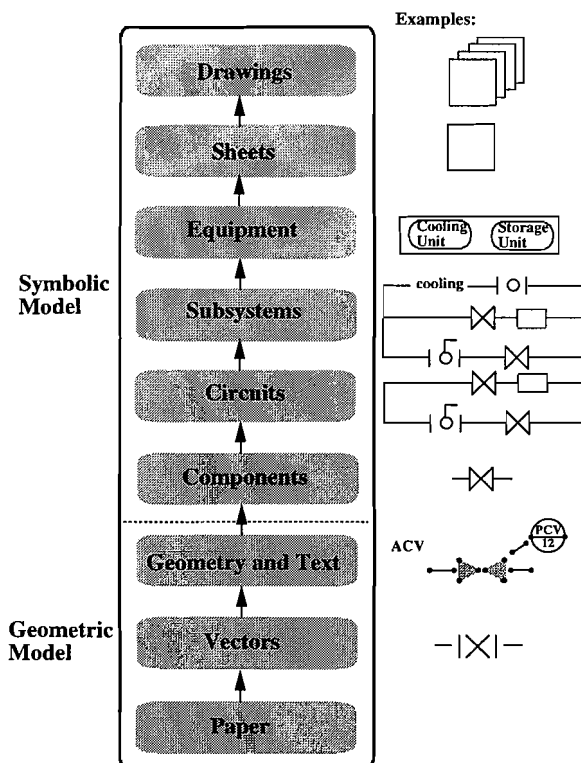 Examples:
Drawings
Sheets
Equipment
Cooling
Unit
Storage
Unit
Symbolic
Model
cooling
Subsystems
Circuits
Components
Geometry and Text
ACV
PCV
12
Geometric
Model
Vectors
Paper